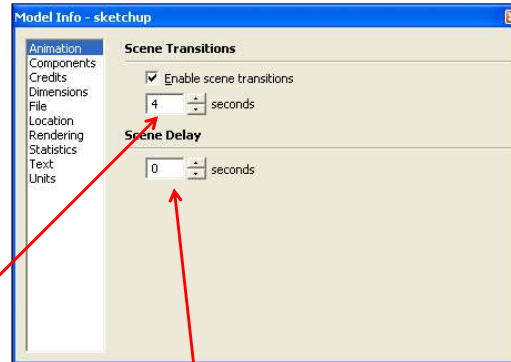 Model Info - sketchup
Animation
Components
Credits
Dimensions
File
Location
Rendering
Statistics
Text
Units
Scene Transitions
Enable scene transitions
4 seconds
Scene Delay
0 seconds